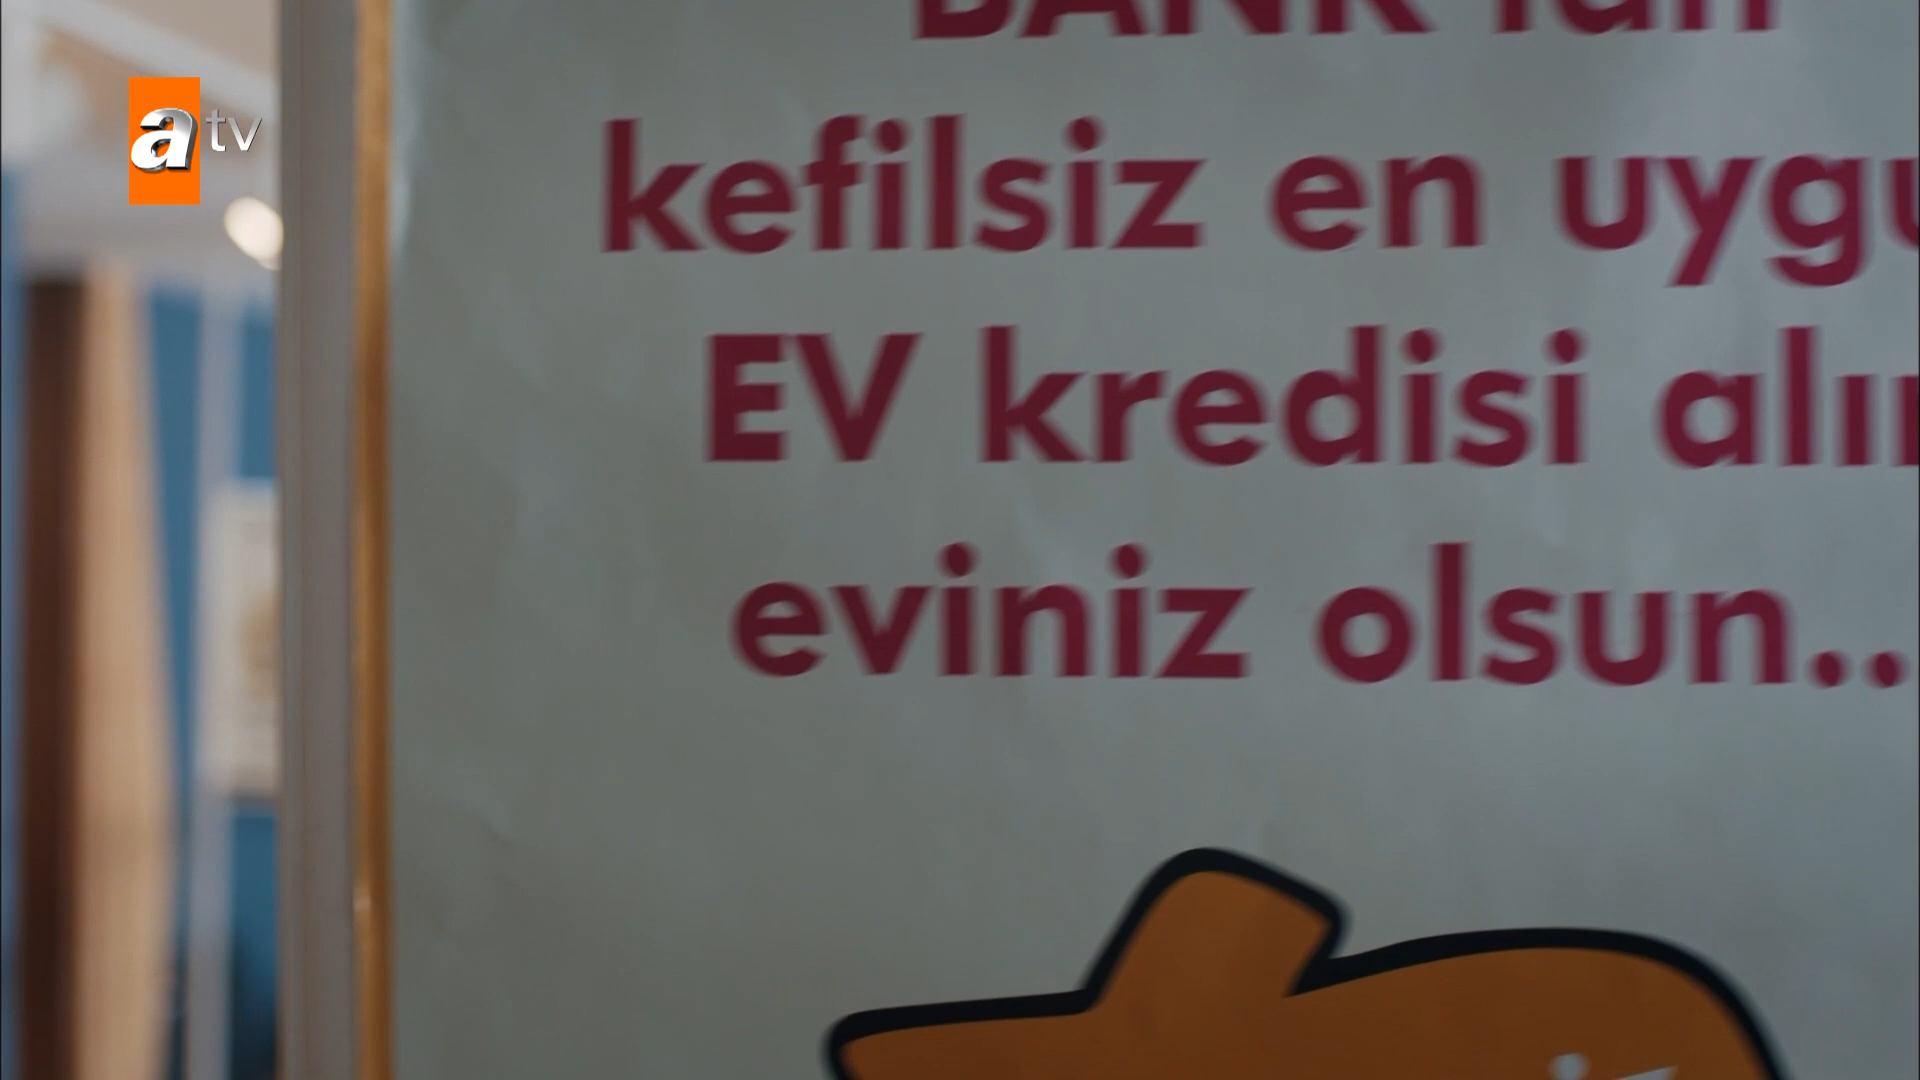 atv
kefilsiz en
EV kredisi
eviniz olsun..